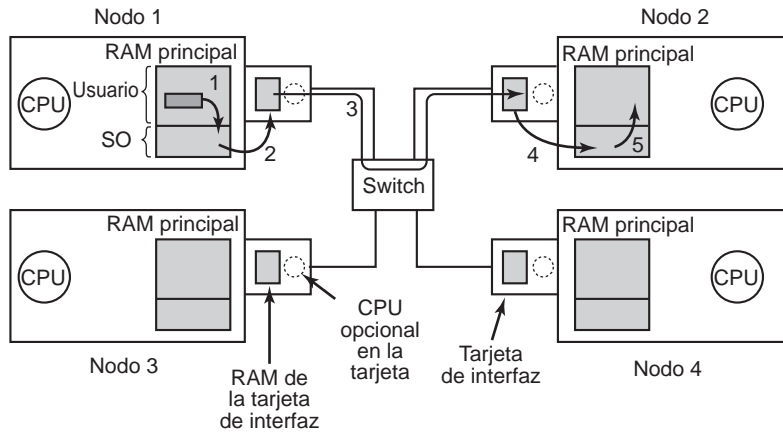 Nodo 1
Nodo 2
RAM principal
RAM principal
CPU
Usuario
1
SO
2
3
Switch
4
5
CPU
RAM principal
RAM principal
CPU
CPU
Nodo 3
RAM de
la tarjeta
de interfaz
CPU
opcional
en la
tarjeta
Tarjeta
de interfaz
Nodo 4